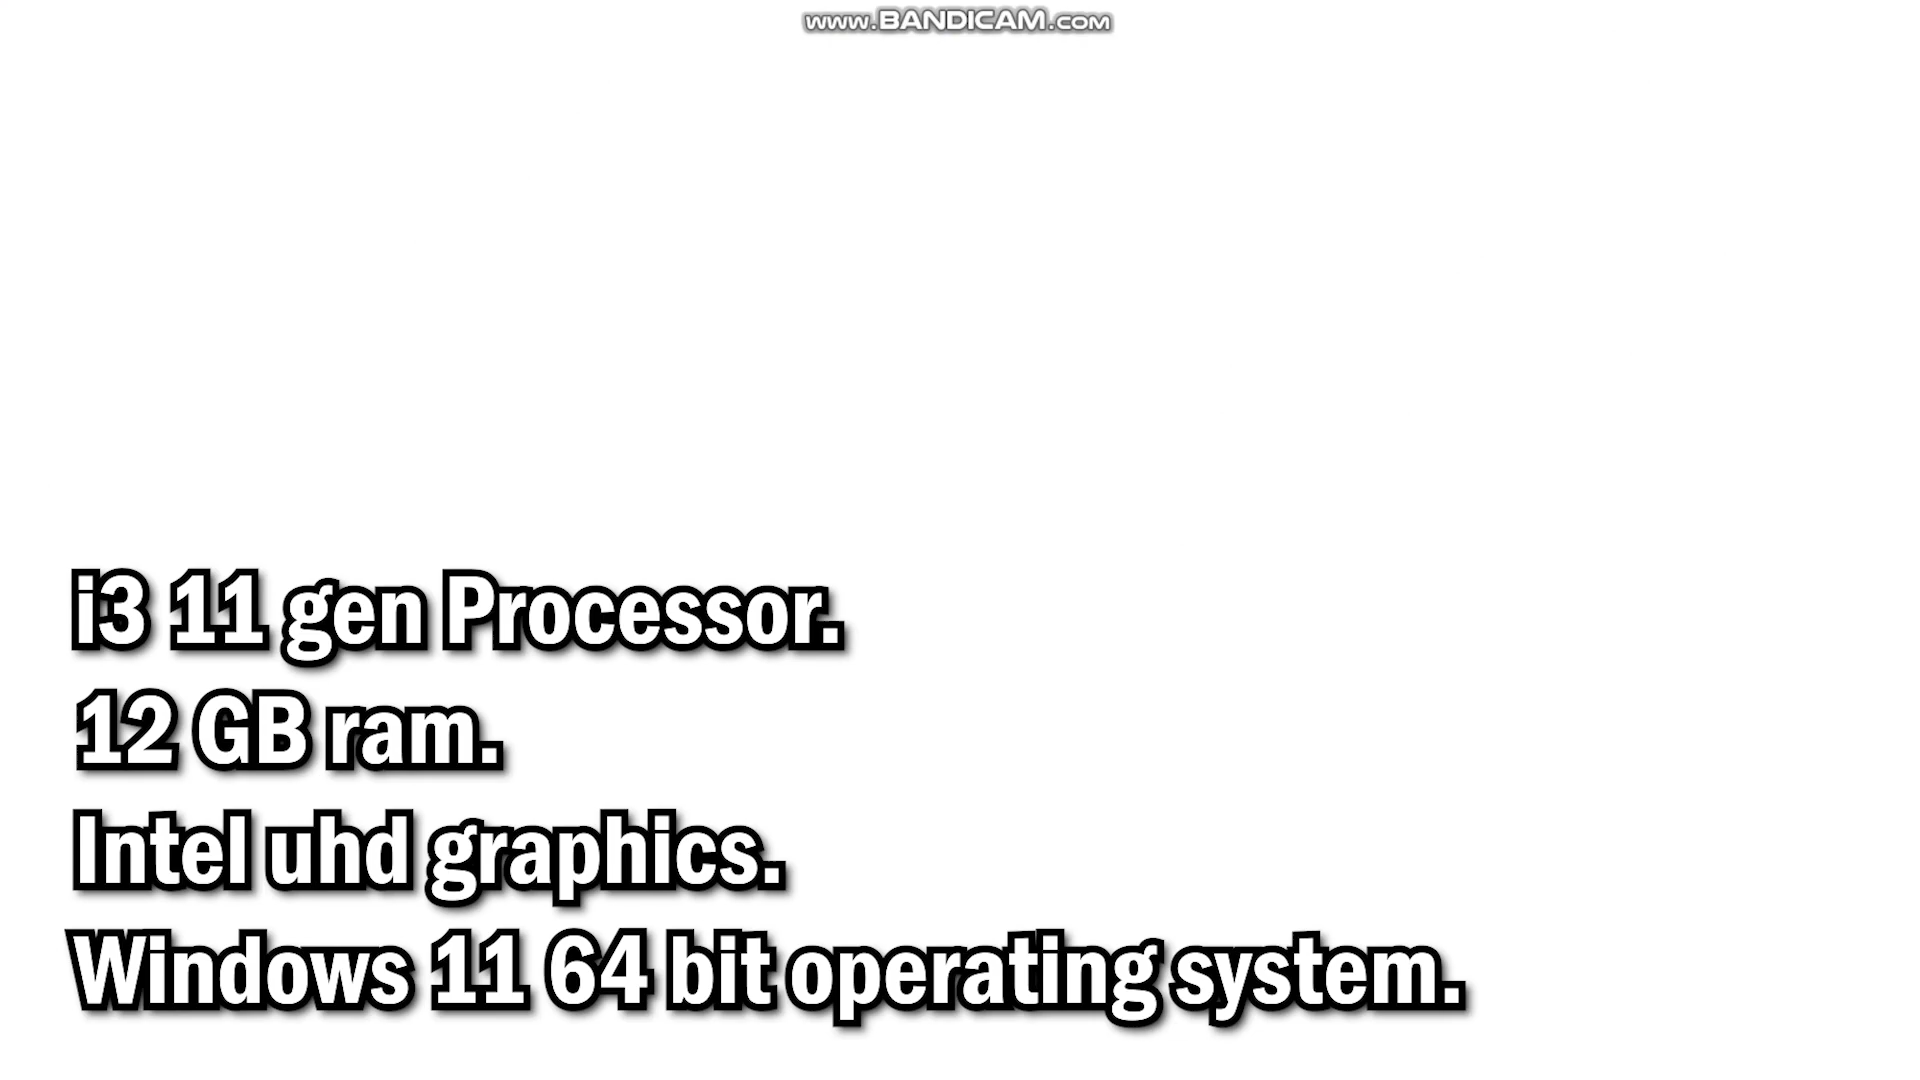 www.BANDICAM.com
i3 11 gen Processor.
12 GB ram.
Intel uhd graphics.
Windows 11 64 bit operating system.